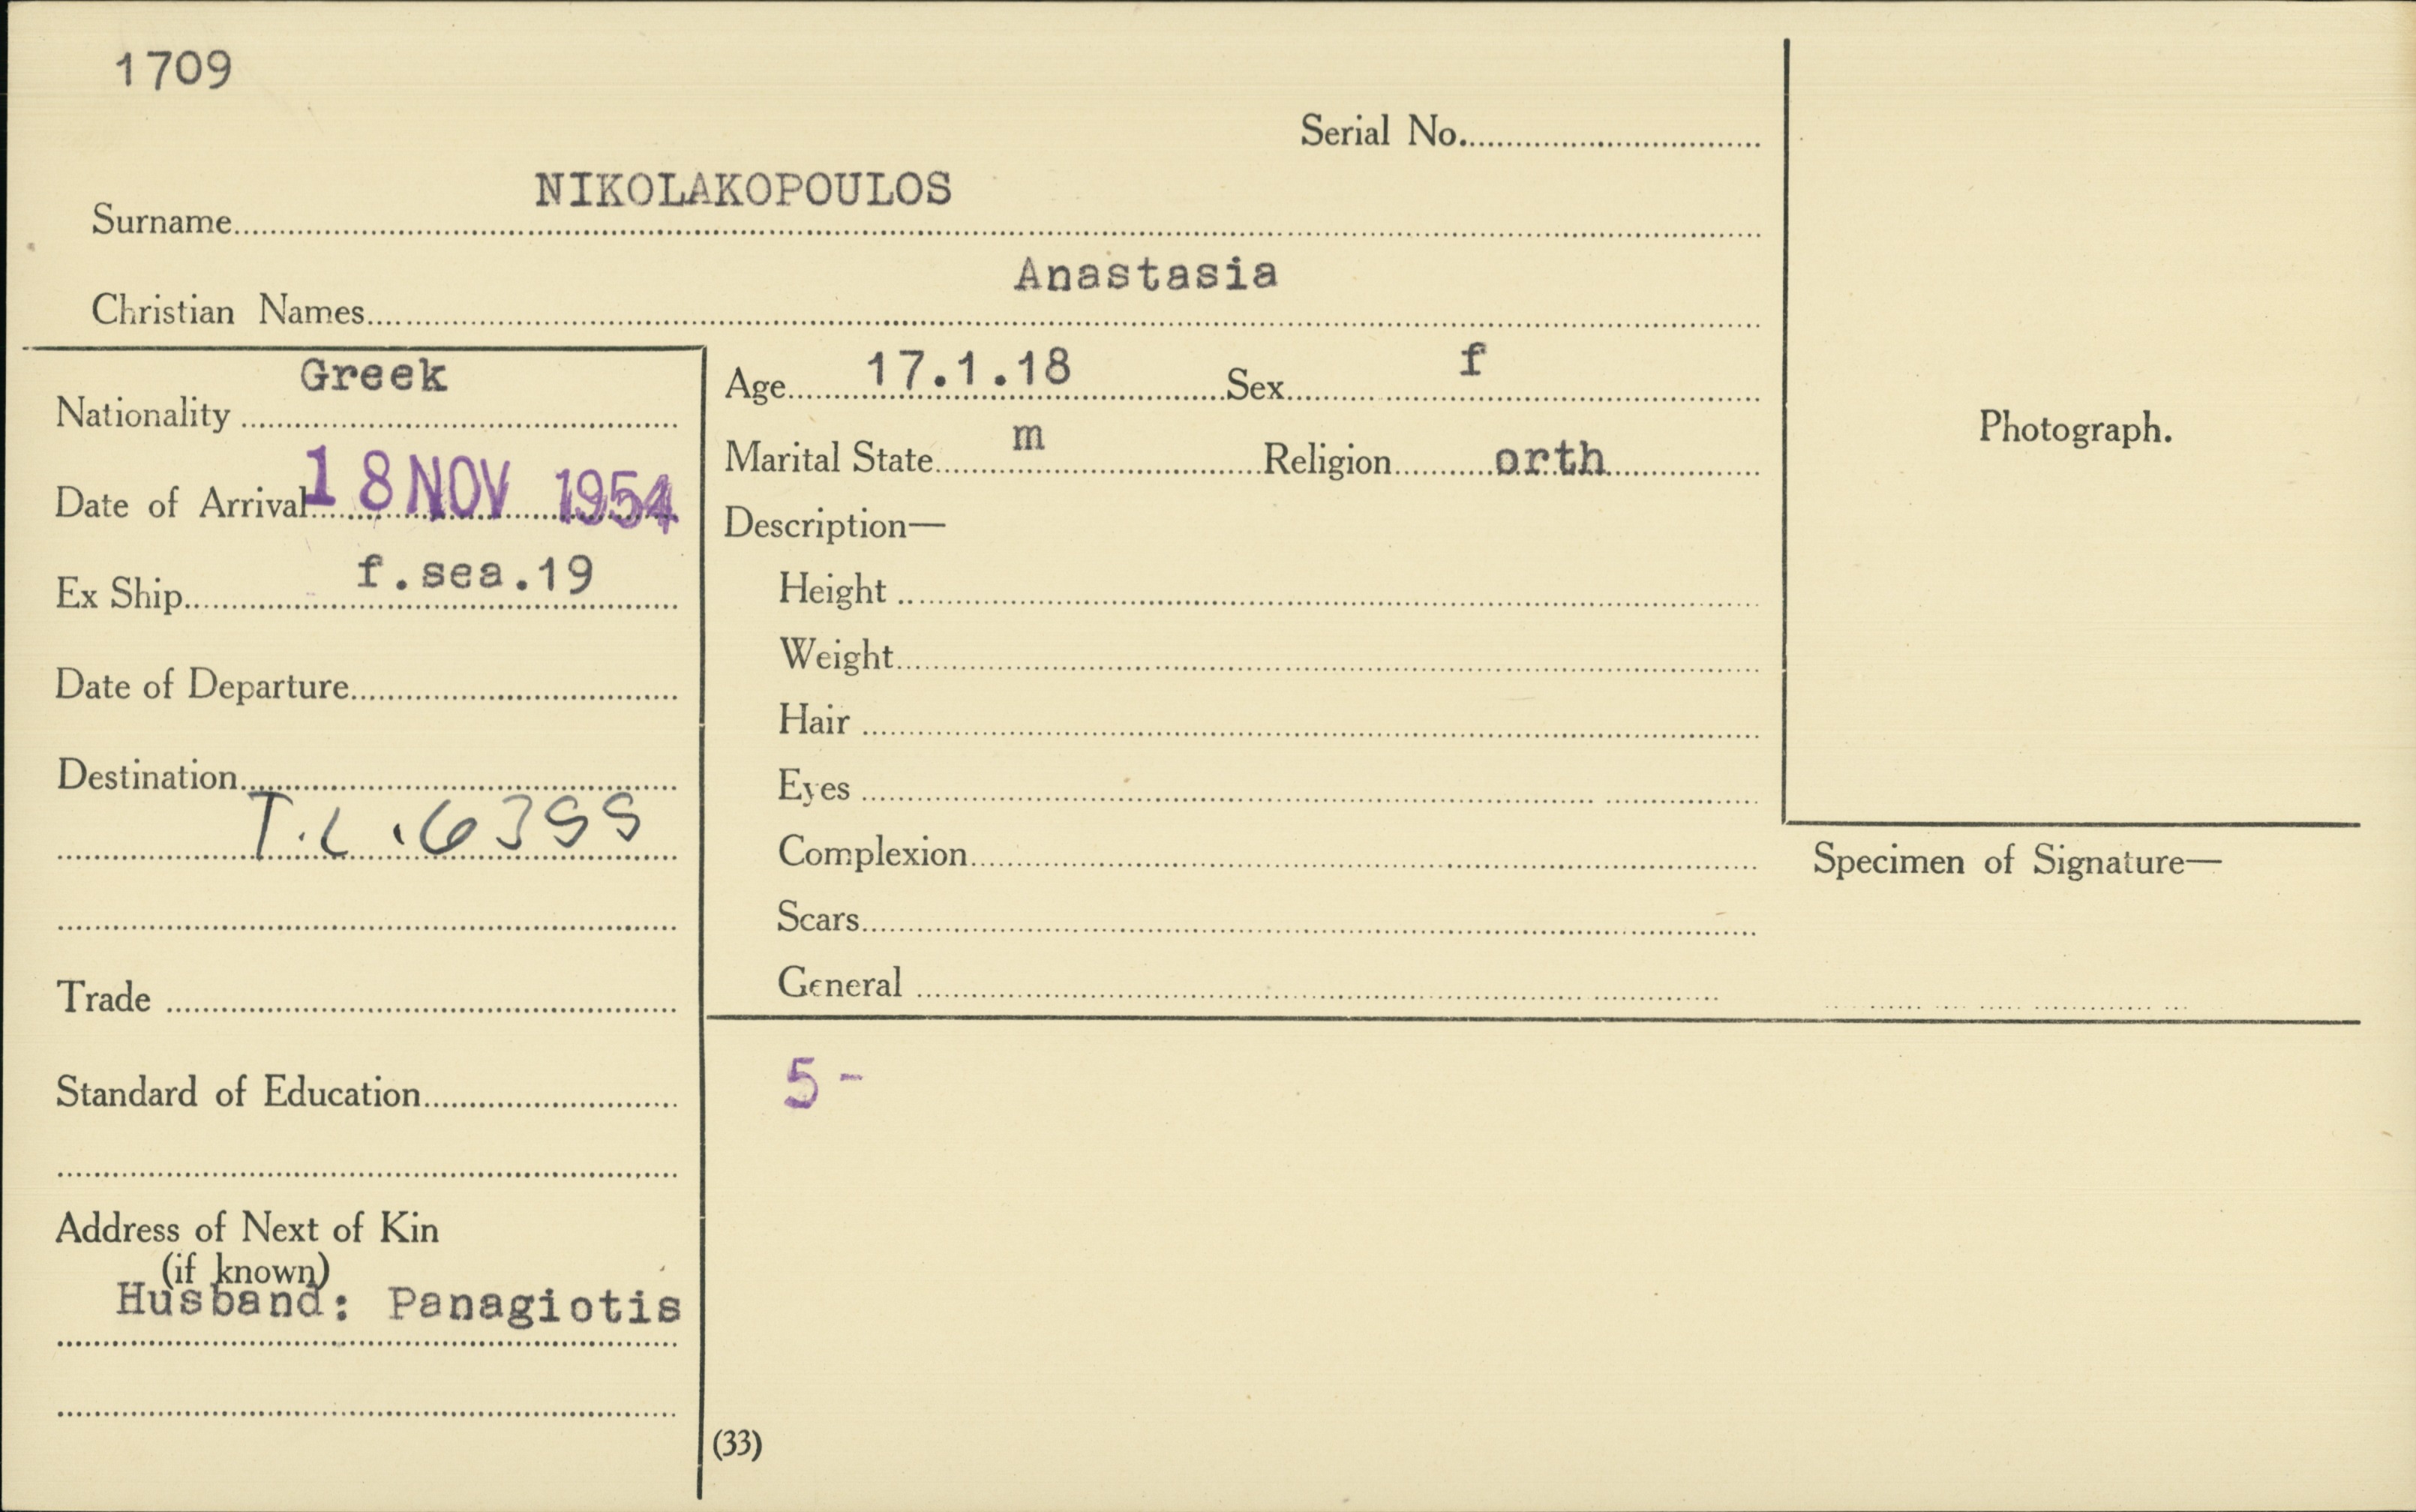 1709
Serial No.
NIKOLAKOPOULOS
Surname
Anastasia
Christian Names
Greek
Nationality
18 NOV 1954
Date of Arrival
f.sea.19
Ex Ship
Date of Departure
Destination
T.L.6399
Trade
Standard of Education
Address of Next of Kin
(if known)
Husband: Panagiotis
Age 17.1.18 Sex f
Marital State m Religion orth
Description—
Height
Weight
Hair
Eyes
Complexion
Scars
General
Photograph.
Specimen of Signature—
5 -
(33)